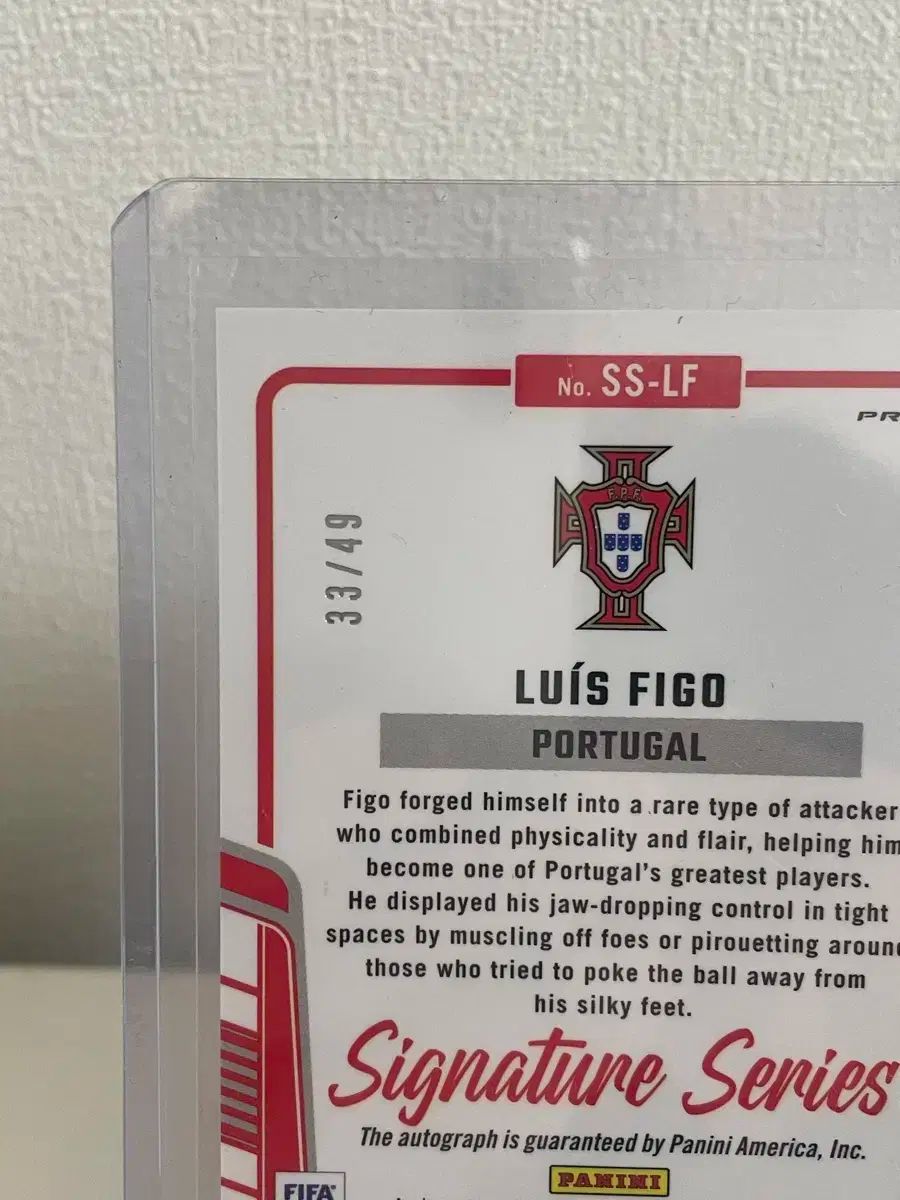 No. SS-LF
PR
F.P.F.
33/49
LUÍS FIGO
PORTUGAL
Figo forged himself into a rare type of attacker
who combined physicality and flair, helping him
become one of Portugal's greatest players.
He displayed his jaw-dropping control in tight
spaces by muscling off foes or pirouetting around
those who tried to poke the ball away from
his silky feet.
Signature Series
The autograph is guaranteed by Panini America, Inc.
PANINI
FIFA